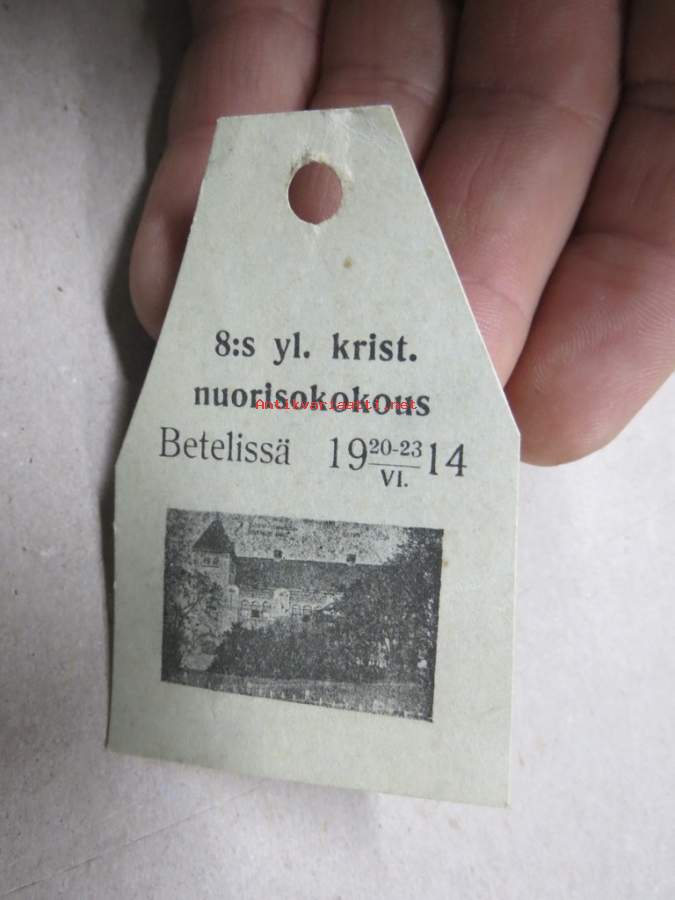 8:s yl. krist.
nuorisokokous
Antikvariaatti.net
Betelissä 19 20-23/VI. 14